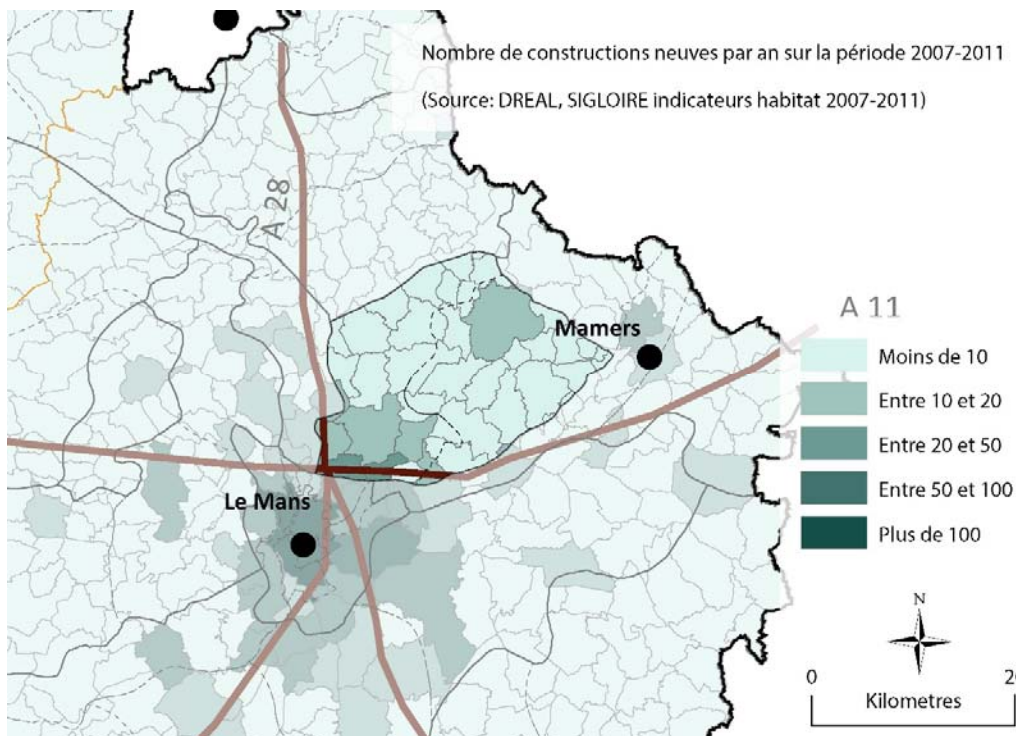 Nombre de constructions neuves par an sur la période 2007-2011
(Source: DREAL, SIGLOIRE indicateurs habitat 2007-2011)
A 28
Mamers
A 11
Moins de 10
Entre 10 et 20
Entre 20 et 50
Le Mans
Entre 50 et 100
Plus de 100
N
0
20
Kilometres